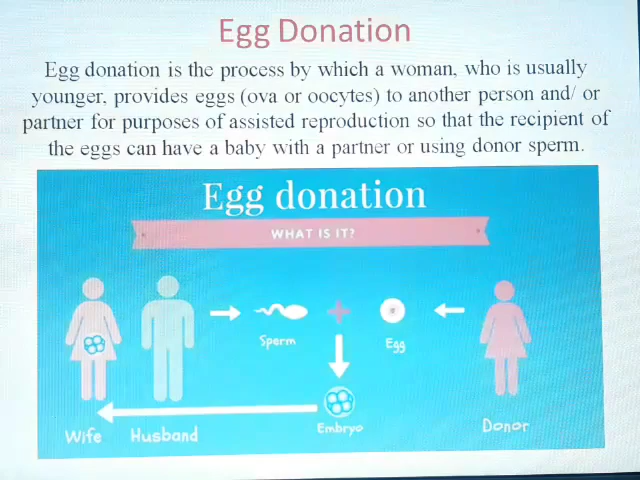 Egg Donation
Egg donation is the process by which a woman, who is usually
younger, provides eggs (ova or oocytes) to another person and/ or
partner for purposes of assisted reproduction so that the recipient of
the eggs can have a baby with a partner or using donor sperm.
Egg donation
WHAT IS IT?
Sperm
Egg
Wife
Husband
Embryo
Donor